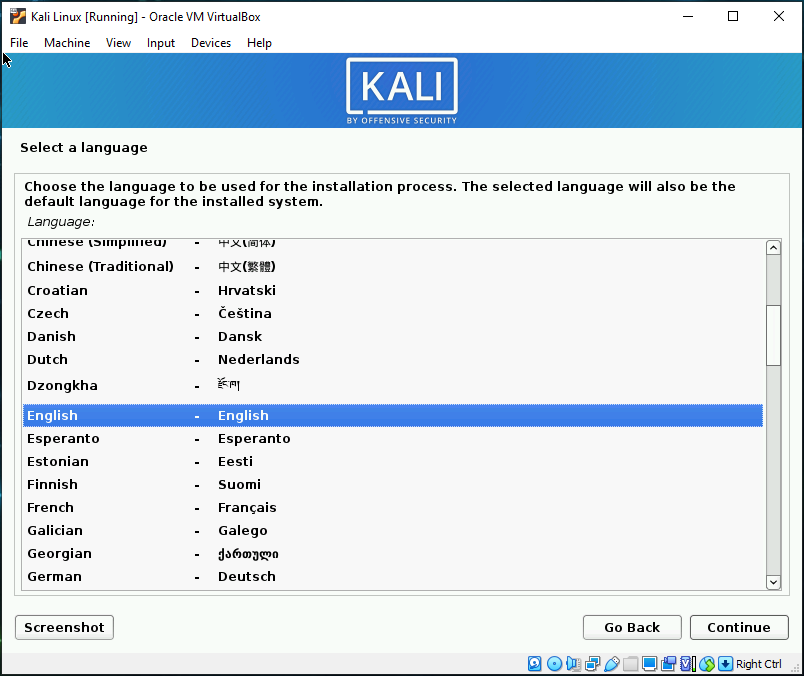 Kali Linux [Running] - Oracle VM VirtualBox
File Machine View Input Devices Help
KALI
BY OFFENSIVE SECURITY
Select a language
Choose the language to be used for the installation process. The selected language will also be the
default language for the installed system.
Language:
Chinese (Simplified) - 中文(简体)
Chinese (Traditional) - 中文(繁體)
Croatian - Hrvatski
Czech - Čeština
Danish - Dansk
Dutch - Nederlands
Dzongkha - རྫོང་ཁ།
English - English
Esperanto - Esperanto
Estonian - Eesti
Finnish - Suomi
French - Français
Galician - Galego
Georgian - ქართული
German - Deutsch
Screenshot Go Back Continue
Right Ctrl